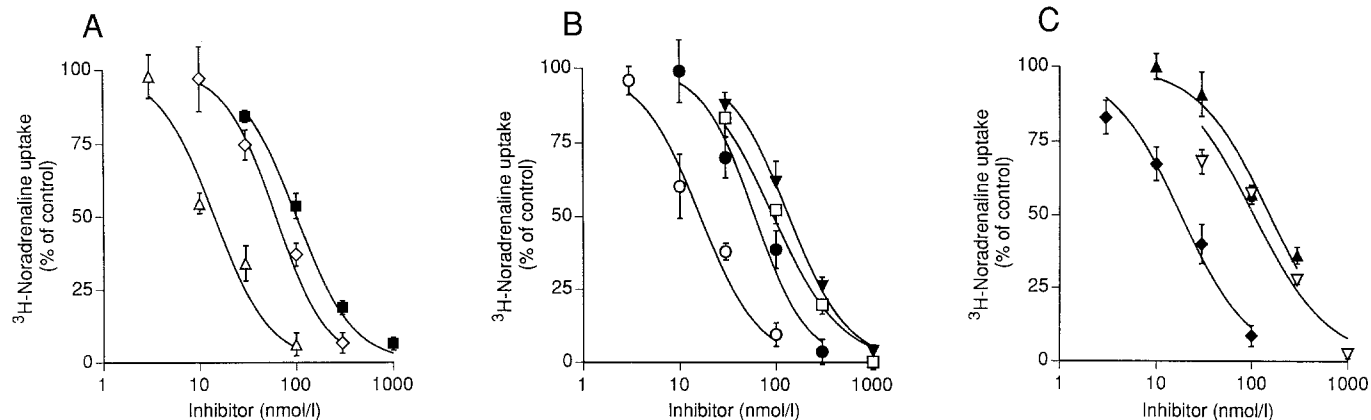 A
³H-Noradrenaline uptake
(% of control)
100
75
50
25
0
1
10
100
1000
Inhibitor (nmol/l)
B
³H-Noradrenaline uptake
(% of control)
100
75
50
25
0
1
10
100
1000
Inhibitor (nmol/l)
C
³H-Noradrenaline uptake
(% of control)
100
75
50
25
0
1
10
100
1000
Inhibitor (nmol/l)